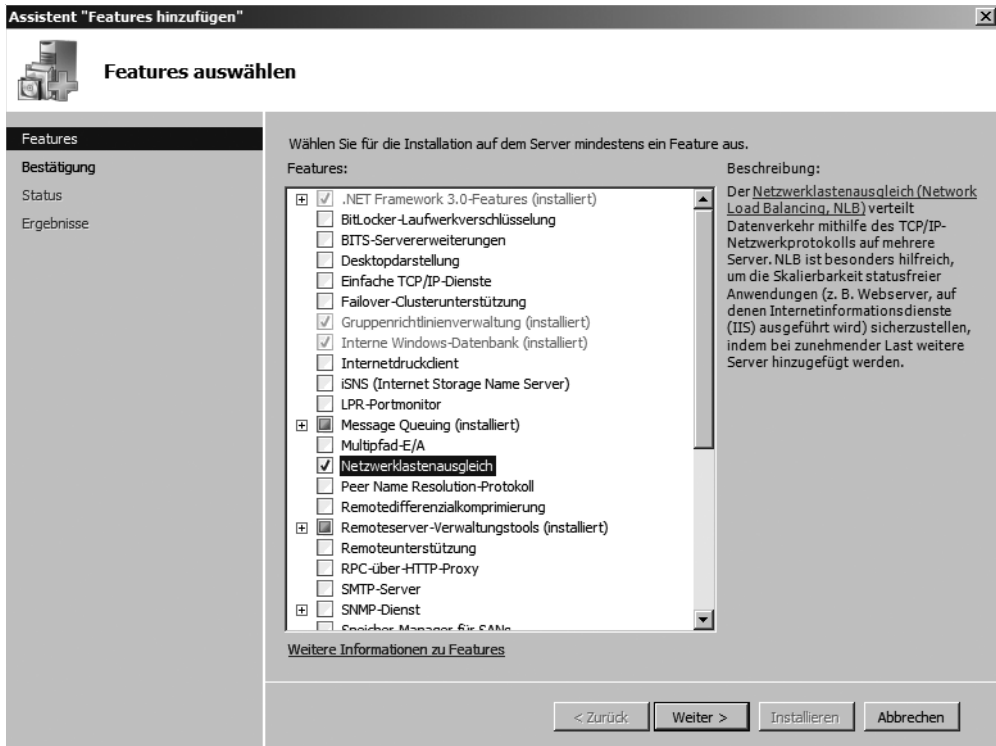 Assistent "Features hinzufügen"
Features auswählen
Features
Bestätigung
Status
Ergebnisse
Wählen Sie für die Installation auf dem Server mindestens ein Feature aus.
Features:
.NET Framework 3.0-Features (installiert)
BitLocker-Laufwerkverschlüsselung
BITS-Servererweiterungen
Desktopdarstellung
Einfache TCP/IP-Dienste
Failover-Clusterunterstützung
Gruppenrichtlinienverwaltung (installiert)
Interne Windows-Datenbank (installiert)
Internetdruckclient
iSNS (Internet Storage Name Server)
LPR-Portmonitor
Message Queuing (installiert)
Multipfad-E/A
Netzwerklastenausgleich
Peer Name Resolution-Protokoll
Remotedifferenzialkomprimierung
Remoteserver-Verwaltungstools (installiert)
Remoteunterstützung
RPC-über-HTTP-Proxy
SMTP-Server
SNMP-Dienst
Speicher-Manager für SANs
Weitere Informationen zu Features
Beschreibung:
Der Netzwerklastenausgleich (Network
Load Balancing, NLB) verteilt
Datenverkehr mithilfe des TCP/IP-
Netzwerkprotokolls auf mehrere
Server. NLB ist besonders hilfreich,
um die Skalierbarkeit statusfreier
Anwendungen (z. B. Webserver, auf
denen Internetinformationsdienste
(IIS) ausgeführt wird) sicherzustellen,
indem bei zunehmender Last weitere
Server hinzugefügt werden.
< Zurück
Weiter >
Installieren
Abbrechen